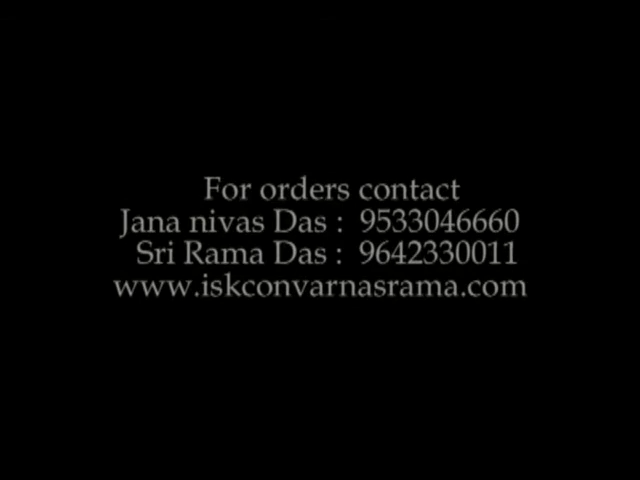 For orders contact
Jana nivas Das : 9533046660
Sri Rama Das : 9642330011
www.iskconvarnasrama.com